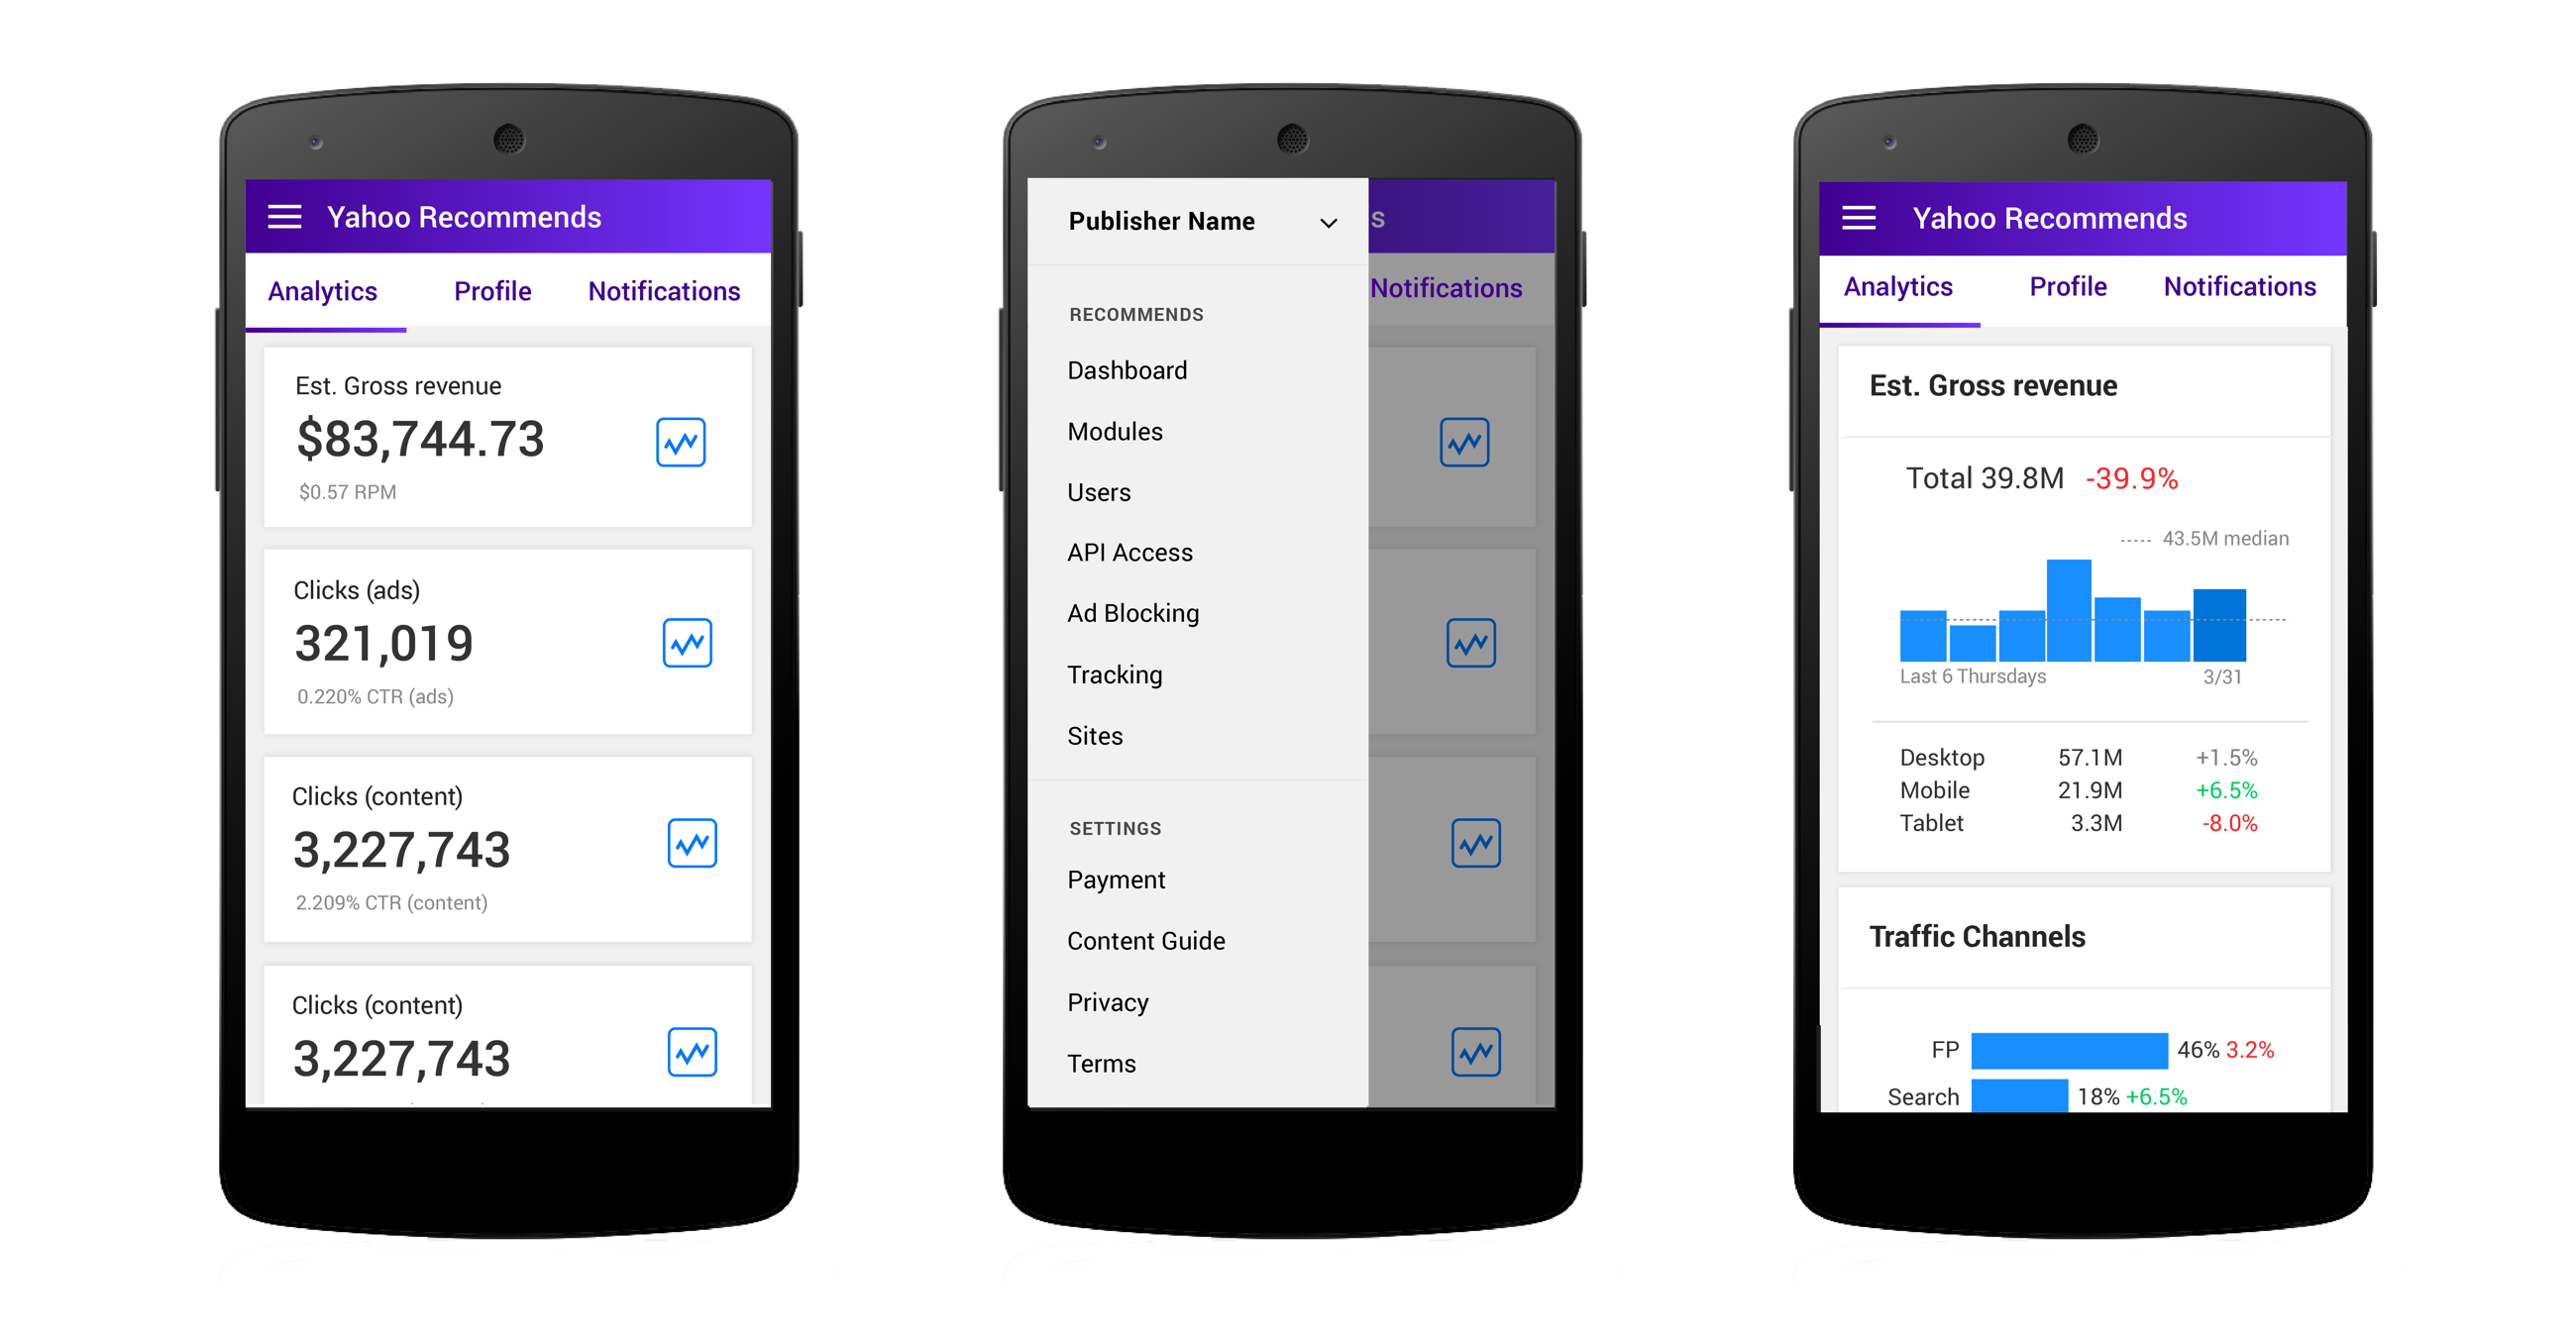 Yahoo Recommends
Analytics Profile Notifications
Est. Gross revenue
$83,744.73
$0.57 RPM
Clicks (ads)
321,019
0.220% CTR (ads)
Clicks (content)
3,227,743
2.209% CTR (content)
Clicks (content)
3,227,743
Publisher Name
s
Notifications
RECOMMENDS
Dashboard
Modules
Users
API Access
Ad Blocking
Tracking
Sites
SETTINGS
Payment
Content Guide
Privacy
Terms
Yahoo Recommends
Analytics Profile Notifications
Est. Gross revenue
Total 39.8M -39.9%
----- 43.5M median
Last 6 Thursdays 3/31
Desktop 57.1M +1.5%
Mobile 21.9M +6.5%
Tablet 3.3M -8.0%
Traffic Channels
FP 46% 3.2%
Search 18% +6.5%